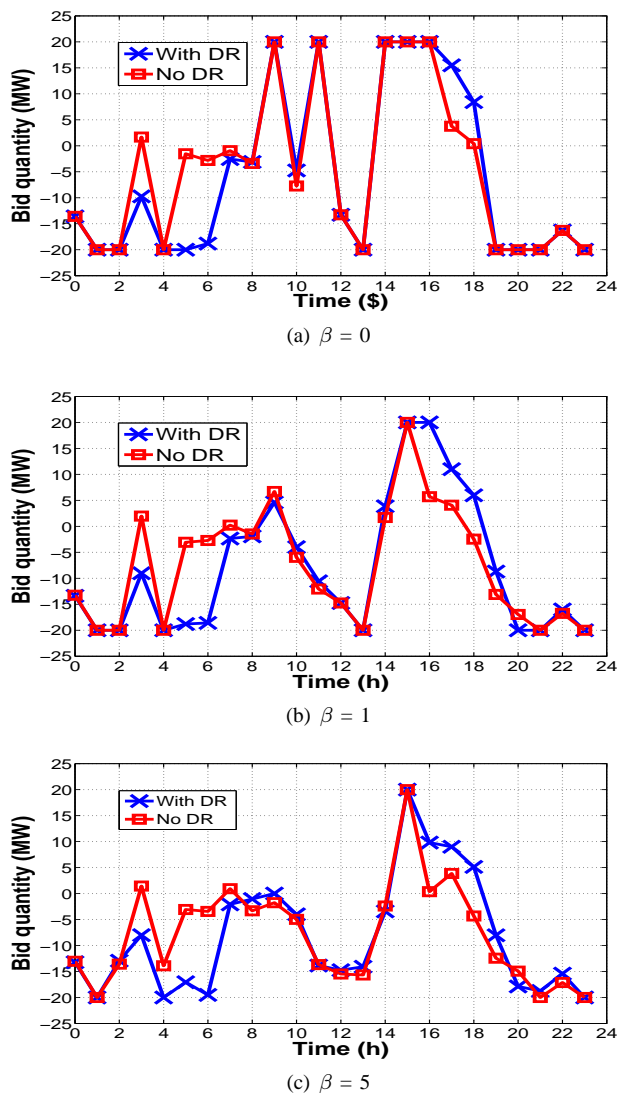 25
20
15
10
5
0
−5
−10
−15
−20
−25
Bid quantity (MW)
With DR
No DR
0 2 4 6 8 10 12 14 16 18 20 22 24
Time ($)
(a) β = 0
25
20
15
10
5
0
−5
−10
−15
−20
−25
Bid quantity (MW)
With DR
No DR
0 2 4 6 8 10 12 14 16 18 20 22 24
Time (h)
(b) β = 1
25
20
15
10
5
0
−5
−10
−15
−20
−25
Bid quantity (MW)
With DR
No DR
0 2 4 6 8 10 12 14 16 18 20 22 24
Time (h)
(c) β = 5